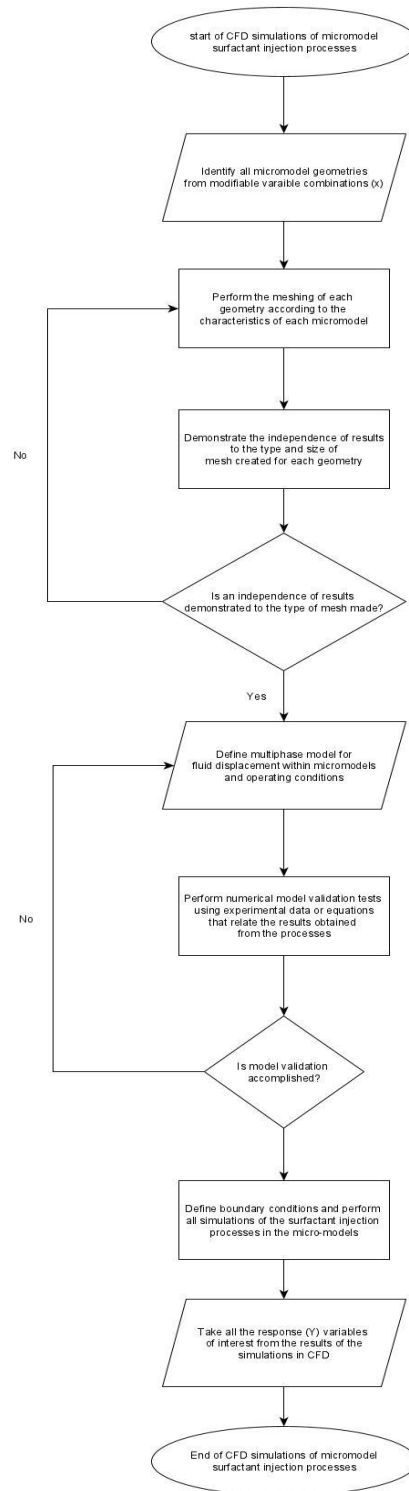 start of CFD simulations of micromodel
surfactant injection processes
Identify all micromodel geometries
from modifiable varaible combinations (x)
Perform the meshing of each
geometry according to the
characteristics of each micromodel
No
Demonstrate the independence of results
to the type and size of
mesh created for each geometry
Is an independence of results
demonstrated to the type of mesh made?
Yes
Define multiphase model for
fluid displacement within micromodels
and operating conditions
No
Perform numerical model validation tests
using experimental data or equations
that relate the results obtained
from the processes
Is model validation
accomplished?
Define boundary conditions and perform
all simulations of the surfactant injection
processes in the micro-models
Take all the response (Y) variables
of interest from the results of the
simulations in CFD
End of CFD simulations of micromodel
surfactant injection processes